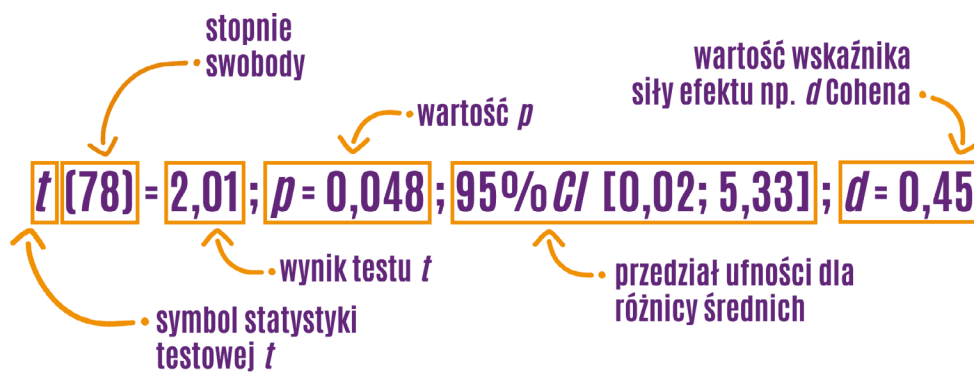 stopnie
swobody
wartość wskaźnika
siły efektu np. d Cohena
wartość p
t (78) = 2,01 ; p = 0,048 ; 95% CI [0,02; 5,33] ; d = 0,45
wynik testu t
przedział ufności dla
różnicy średnich
symbol statystyki
testowej t